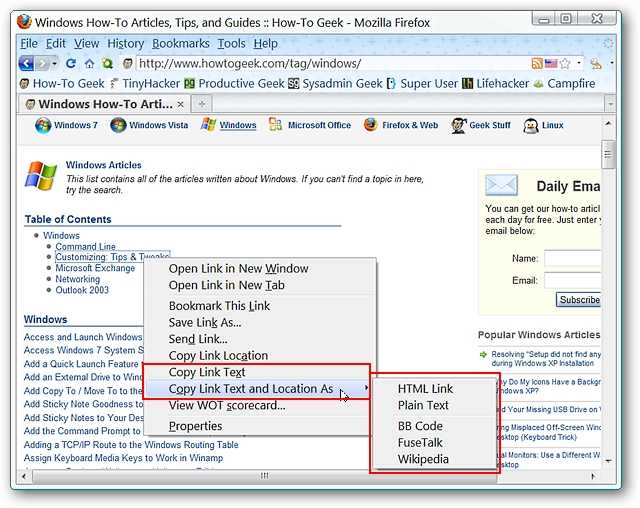 Windows How-To Articles, Tips, and Guides :: How-To Geek - Mozilla Firefox
File Edit View History Bookmarks Tools Help
http://www.howtogeek.com/tag/windows/
How-To Geek TinyHacker Productive Geek Sysadmin Geek Super User Lifehacker Campfire
Windows How-To Arti...
Windows 7 Windows Vista Windows Microsoft Office Firefox & Web Geek Stuff Linux
Windows Articles
This list contains all of the articles written about Windows. If you can't find a topic in here,
try the search.
Table of Contents
Windows
Command Line
Customizing: Tips & Tweaks
Microsoft Exchange
Networking
Outlook 2003
Windows
Access and Launch Windows
Access Windows 7 System S
Add a Quick Launch Feature
Add an External Drive to Wind
Add Copy To / Move To to the
Add Sticky Note Goodness to
Add Sticky Notes to Your Des
Add the Command Prompt to
Adding a TCP/IP Route to the Windows Routing Table
Assign Keyboard Media Keys to Work in Winamp
Open Link in New Window
Open Link in New Tab
Bookmark This Link
Save Link As...
Send Link...
Copy Link Location
Copy Link Text
Copy Link Text and Location As
View WOT scorecard...
Properties
HTML Link
Plain Text
BB Code
FuseTalk
Wikipedia
Daily Ema
You can get our how-to articl
each day for free. Just enter y
email below:
Name:
Email:
Subscribe
Popular Windows Articles
Resolving "Setup did not find any
during Windows XP Installation
Why Do My Icons Have a Backg
Windows XP?
d Your Missing USB Drive on
ring Misplaced Off-Screen Wind
(Keyboard Trick)
ual Monitors: Use a Different W
esktop